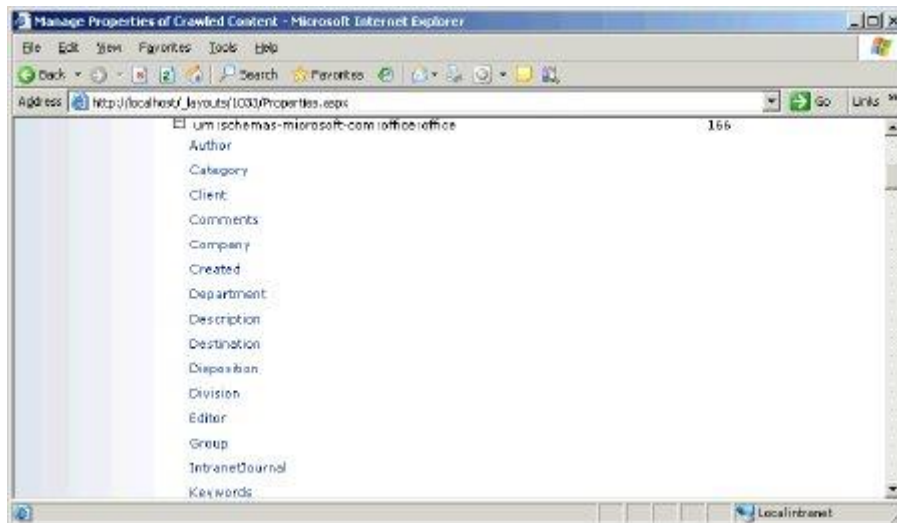 Manage Properties of Crawled Content - Microsoft Internet Explorer
File Edit View Favorites Tools Help
Back Search Favorites
Address http://localhost/_layouts/1033/Properties.aspx Go Links »
urn:schemas-microsoft-com:office:office 166
Author
Category
Client
Comments
Company
Created
Department
Description
Destination
Disposition
Division
Editor
Group
IntranetJournal
Keywords
Local intranet